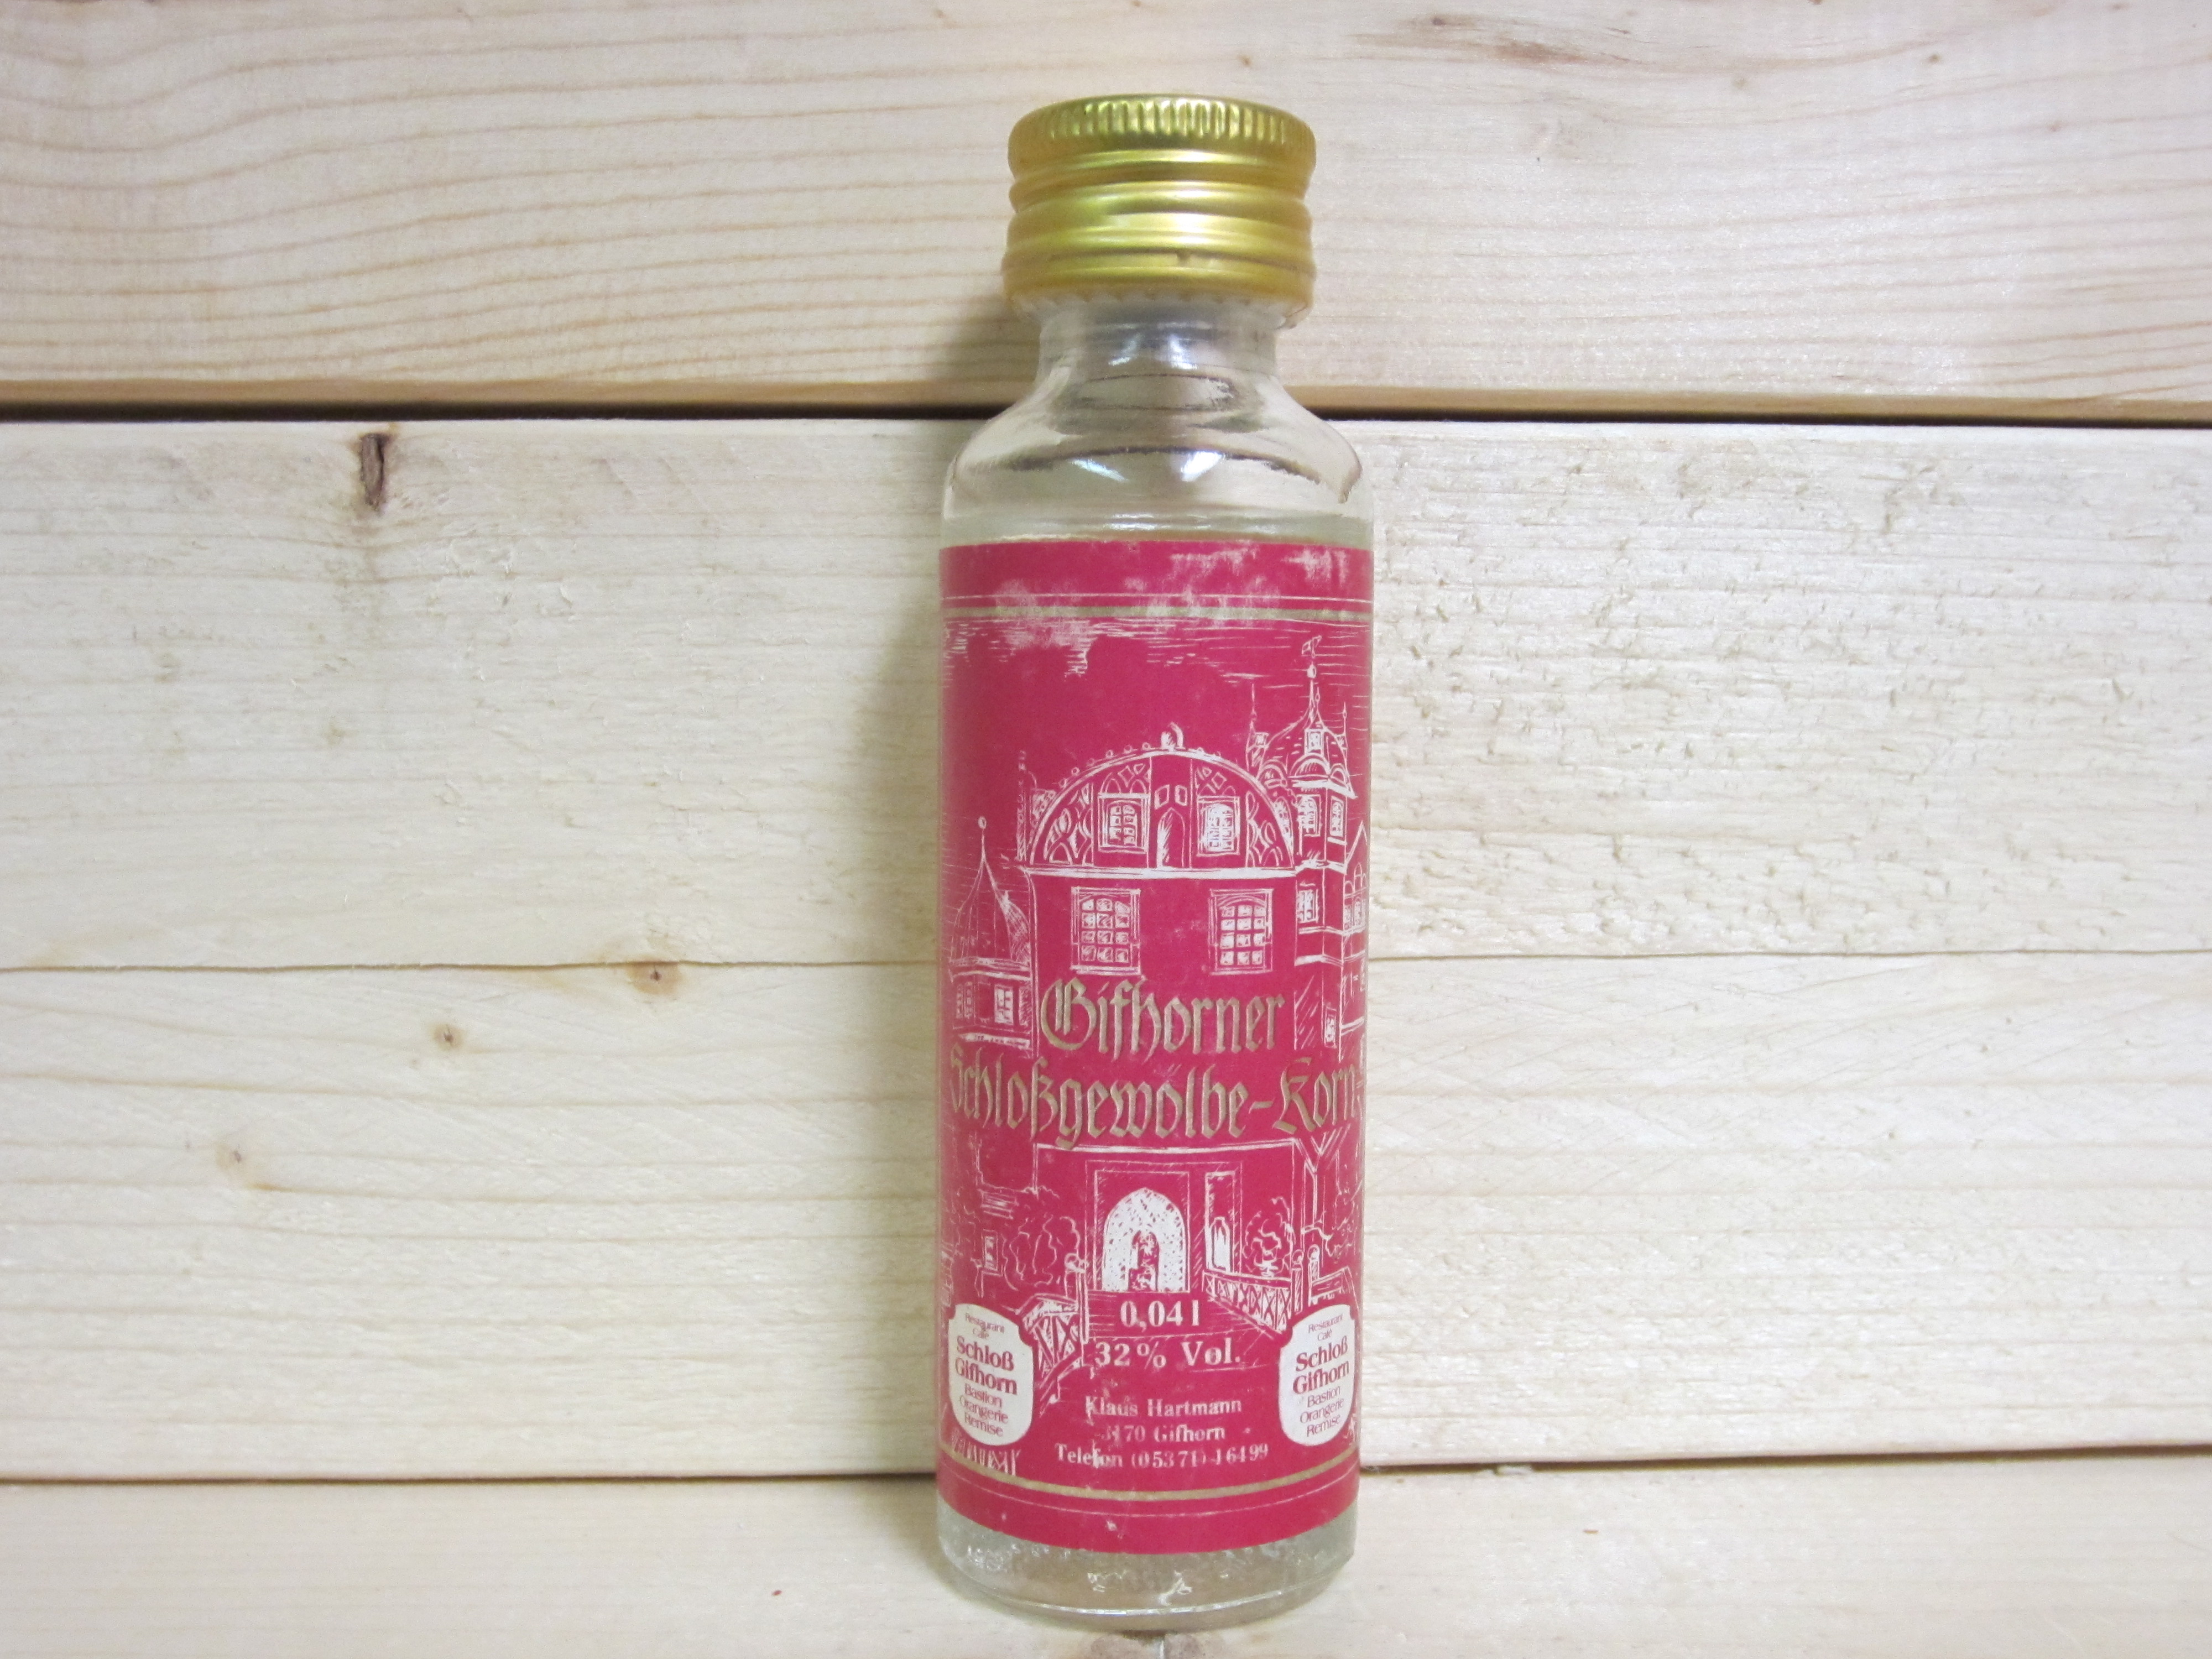 Gifhorner
Schloßgewölbe-Korn
0,04 l
32% Vol.
Restaurant
Café
Schloß
Gifhorn
Bastion
Orangerie
Remise
Klaus Hartmann
3170 Gifhorn
Telefon (05371) 16499
Restaurant
Café
Schloß
Gifhorn
Bastion
Orangerie
Remise